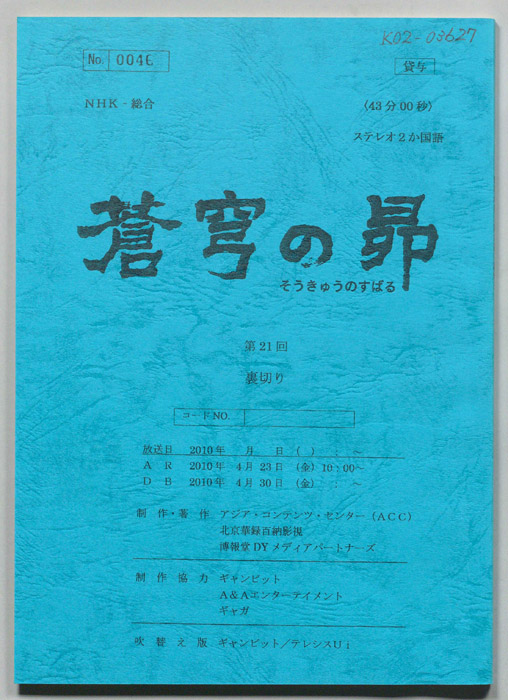 K02-03627
No. 0046
貸与
NHK - 総合
(43分00秒)
ステレオ2か国語
蒼穹の昴
そうきゅうのすばる
第21回
裏切り
コードNO.
放送日 2010年 月 日 ( ) : ～
AR 2010年 4月 23日 (金) 10:00～
DB 2010年 4月 30日 (金) : ～
制作・著作 アジア・コンテンツ・センター (ACC)
北京華録百納影視
博報堂DYメディアパートナーズ
制作協力 ギャンビット
A&Aエンターテイメント
ギャガ
吹替え版 ギャンビット/テレシスUi